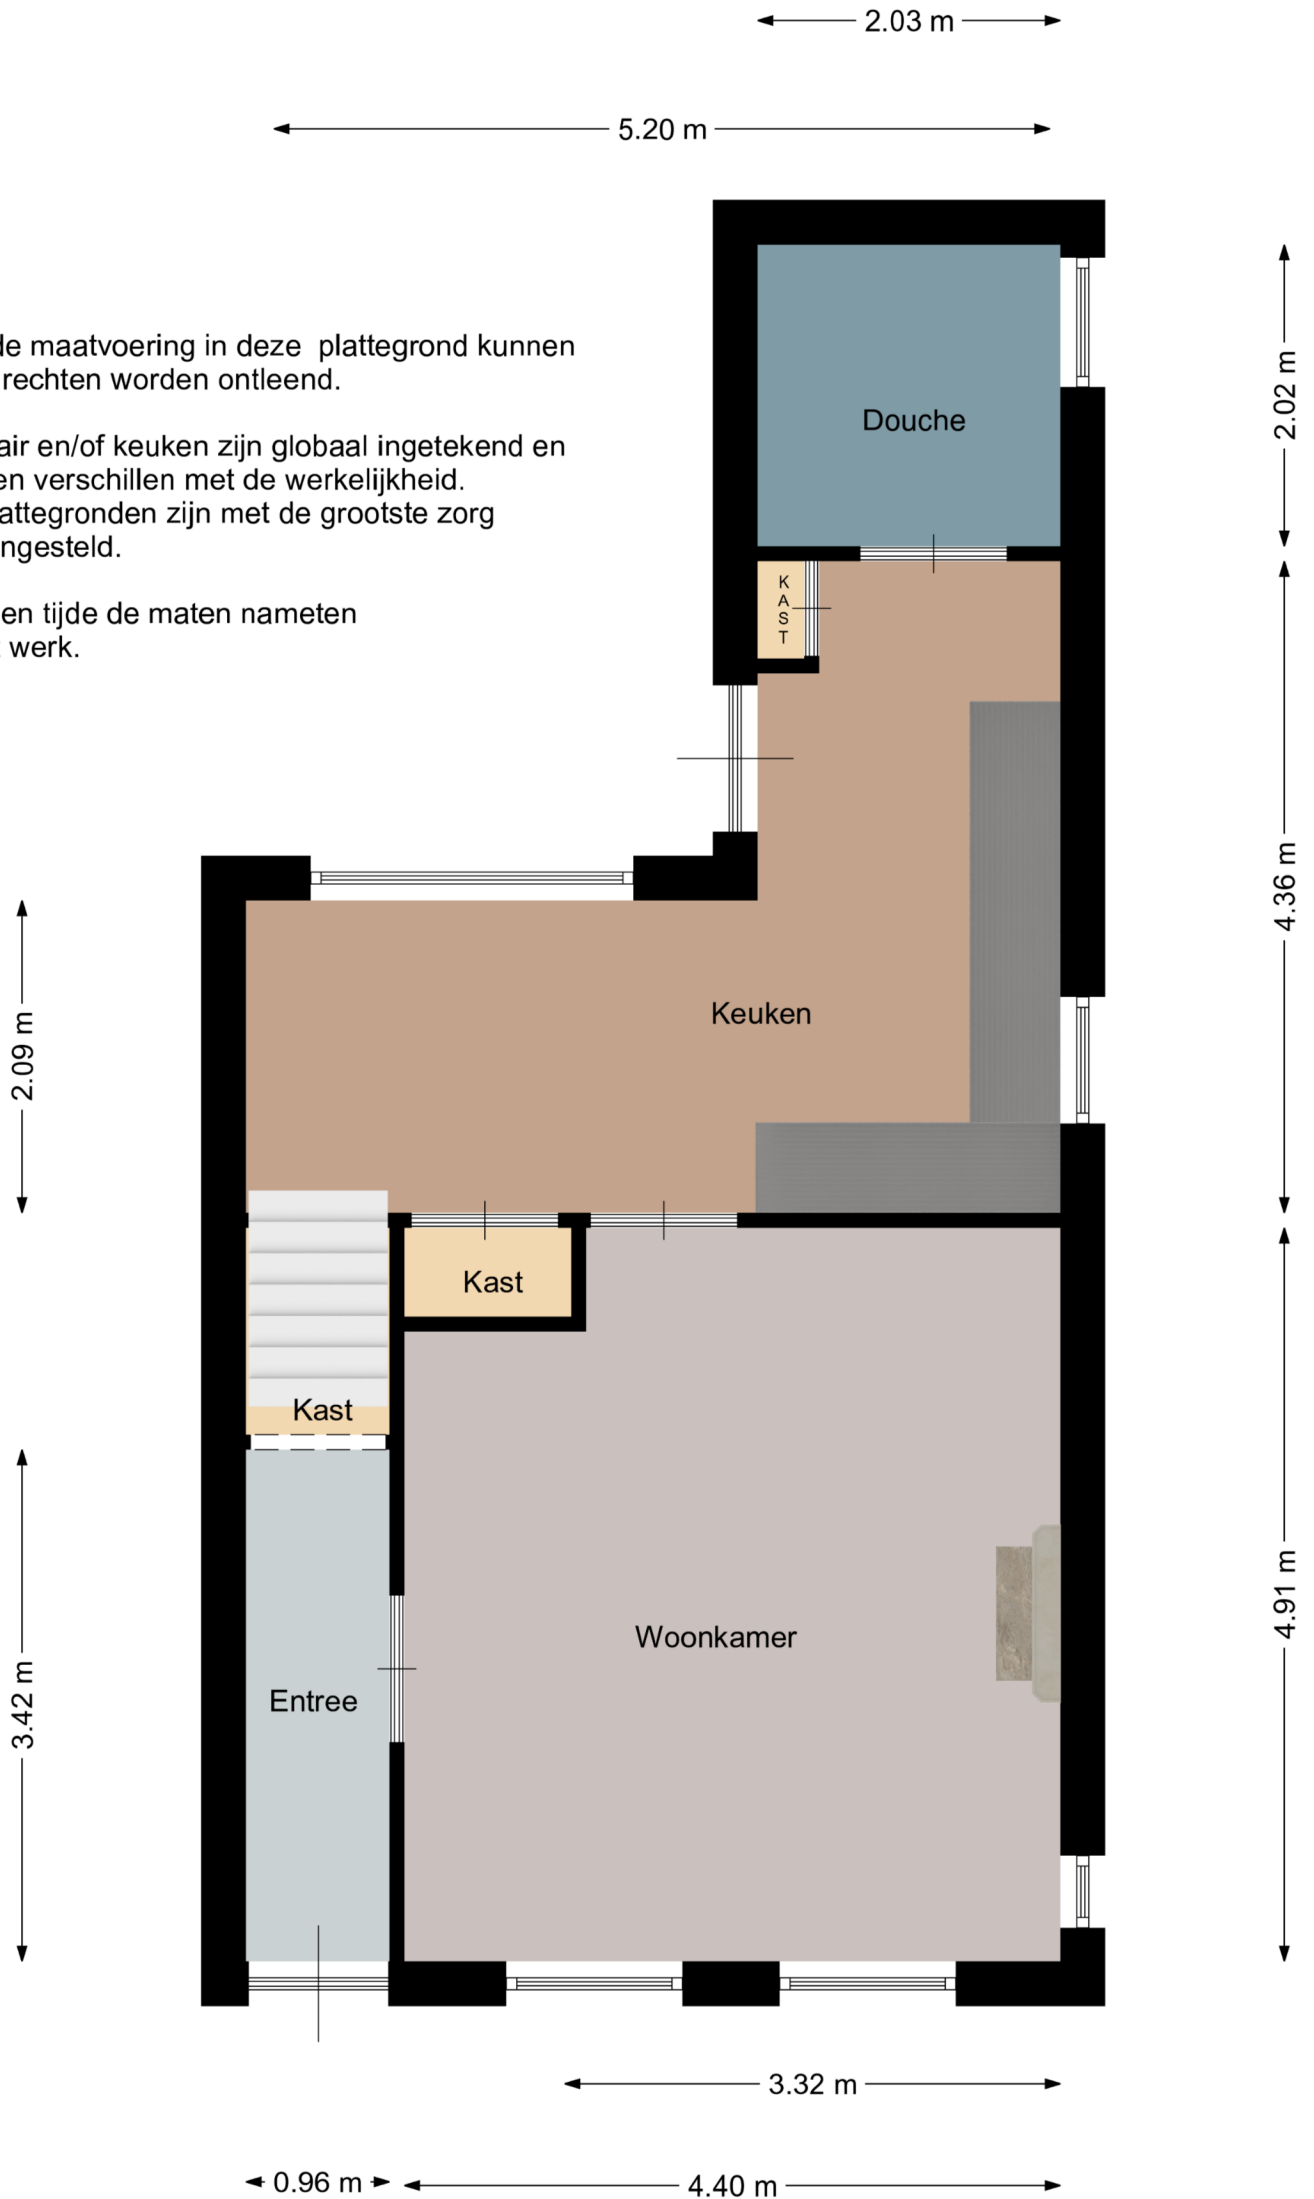 2.03 m
5.20 m
de maatvoering in deze plattegrond kunnen
rechten worden ontleend.
air en/of keuken zijn globaal ingetekend en
en verschillen met de werkelijkheid.
attegronden zijn met de grootste zorg
ngesteld.
en tijde de maten nameten
werk.
2.02 m
Douche
KAST
4.36 m
Keuken
2.09 m
Kast
Kast
4.91 m
Woonkamer
Entree
3.42 m
3.32 m
0.96 m
4.40 m